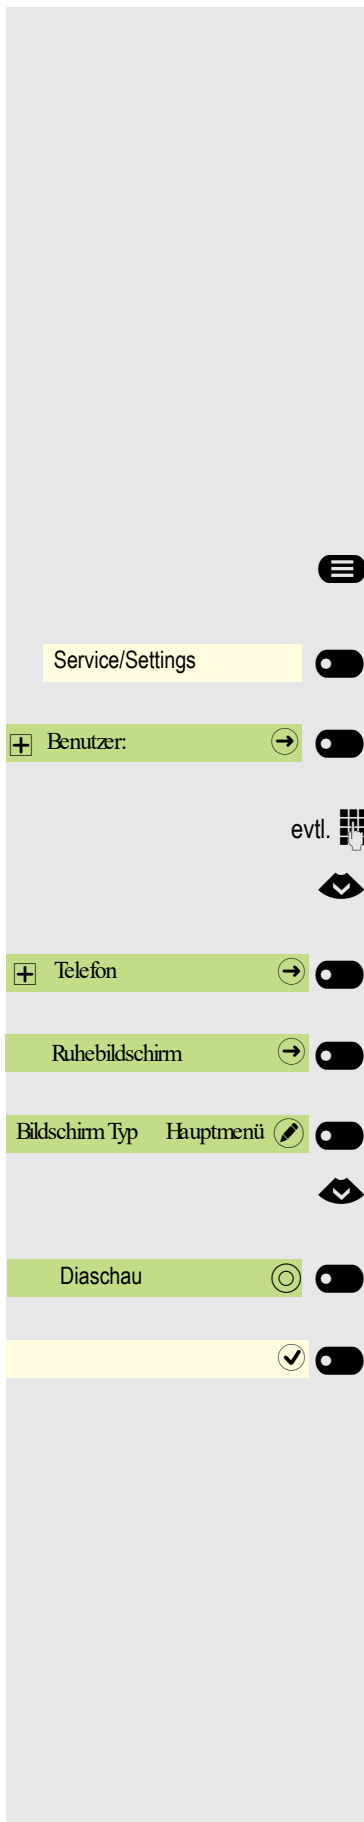 Service/Settings
Benutzer:
evtl.
Telefon
Ruhebildschirm
Bildschirm Typ Hauptmenü
Diaschau